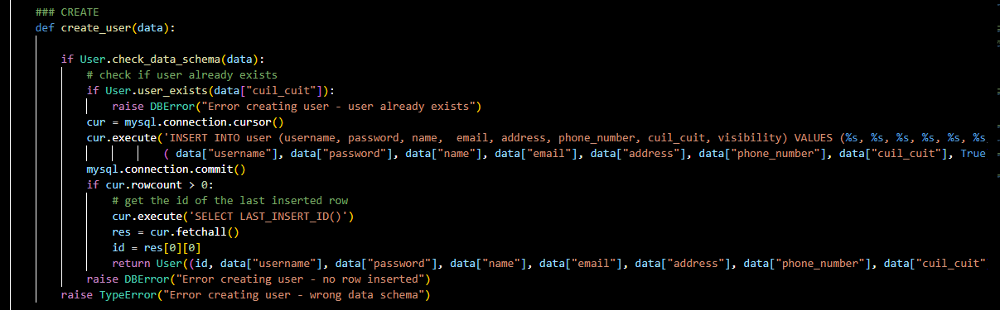 ### CREATE
def create_user(data):
if User.check_data_schema(data):
# check if user already exists
if User.user_exists(data["cuil_cuit"]):
raise DBError("Error creating user - user already exists")
cur = mysql.connection.cursor()
cur.execute('INSERT INTO user (username, password, name,  email, address, phone_number, cuil_cuit, visibility) VALUES (%s, %s, %s, %s, %s, %s,
( data["username"], data["password"], data["name"], data["email"], data["address"], data["phone_number"], data["cuil_cuit"], True
mysql.connection.commit()
if cur.rowcount > 0:
# get the id of the last inserted row
cur.execute('SELECT LAST_INSERT_ID()')
res = cur.fetchall()
id = res[0][0]
return User((id, data["username"], data["password"], data["name"], data["email"], data["address"], data["phone_number"], data["cuil_cuit"
raise DBError("Error creating user - no row inserted")
raise TypeError("Error creating user - wrong data schema")